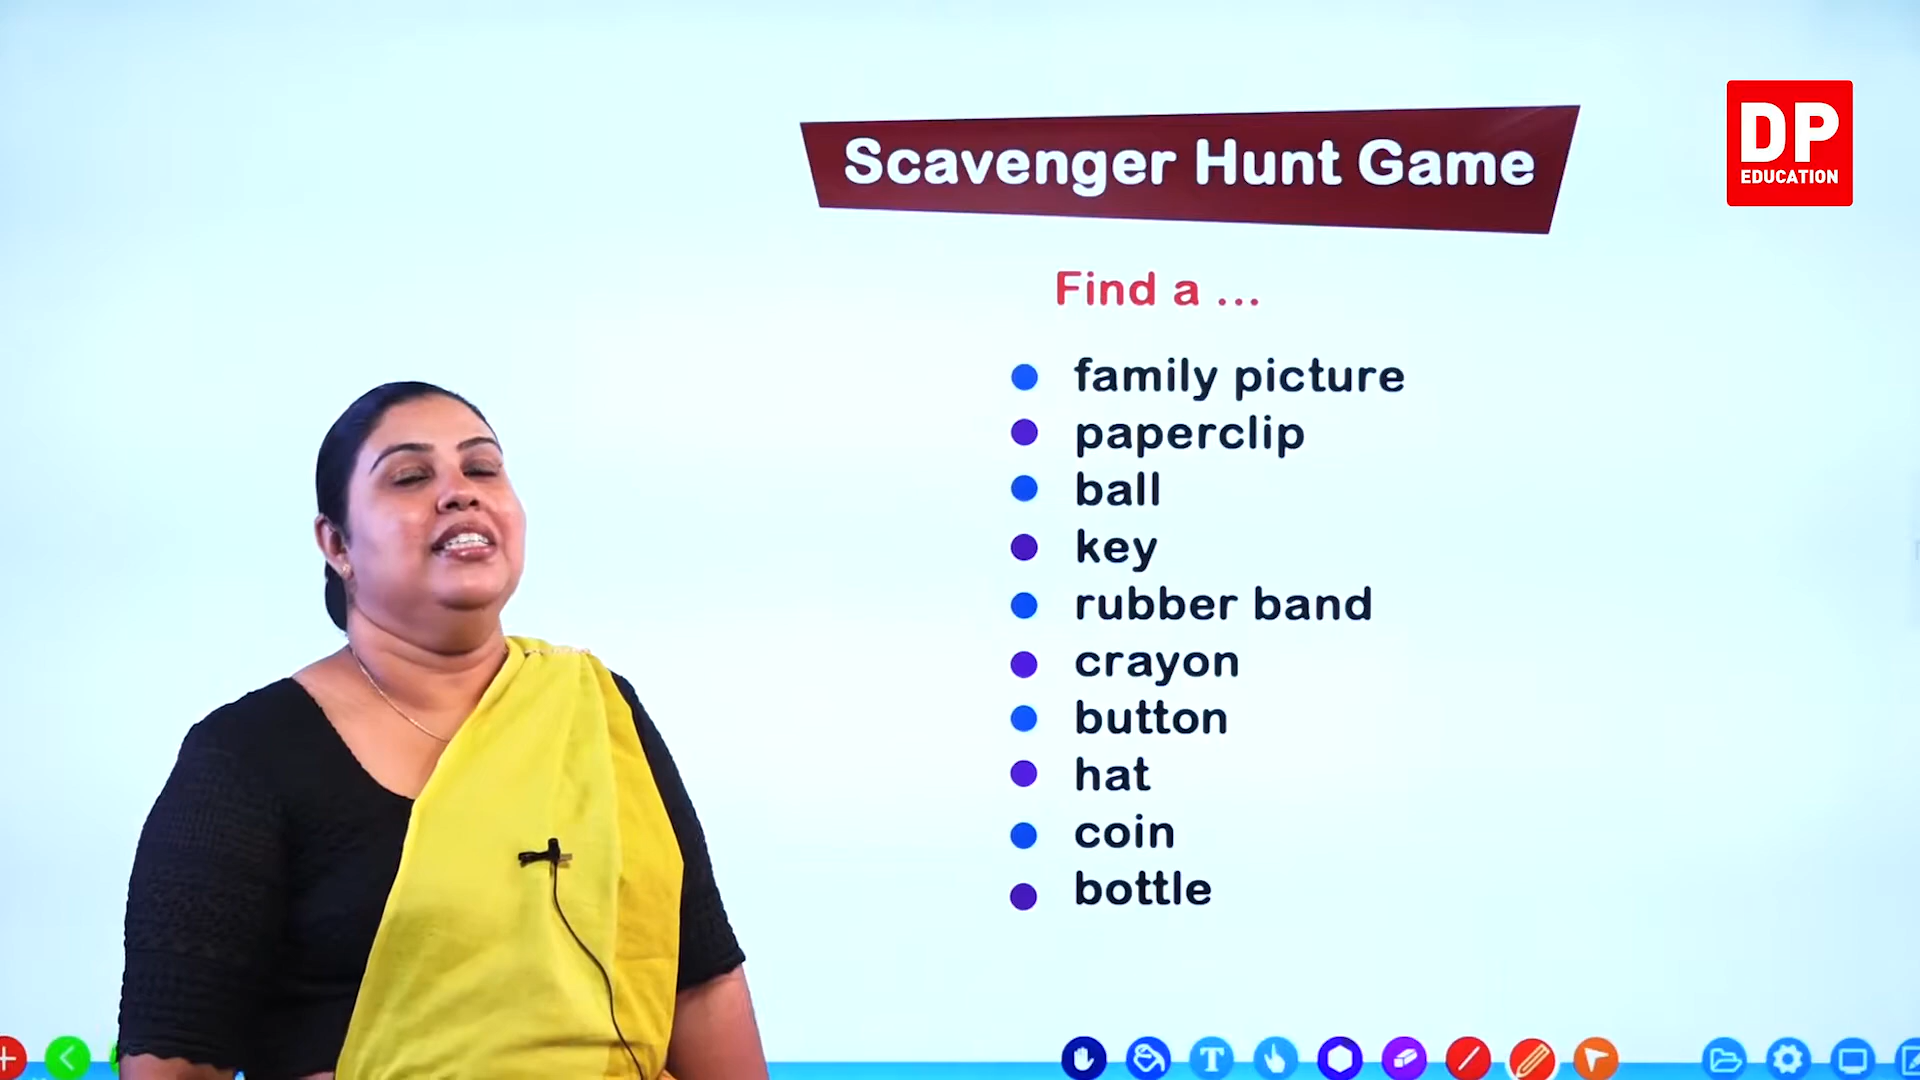 Scavenger Hunt Game
DP
EDUCATION
Find a ...
family picture
paperclip
ball
key
rubber band
crayon
button
hat
coin
bottle
T